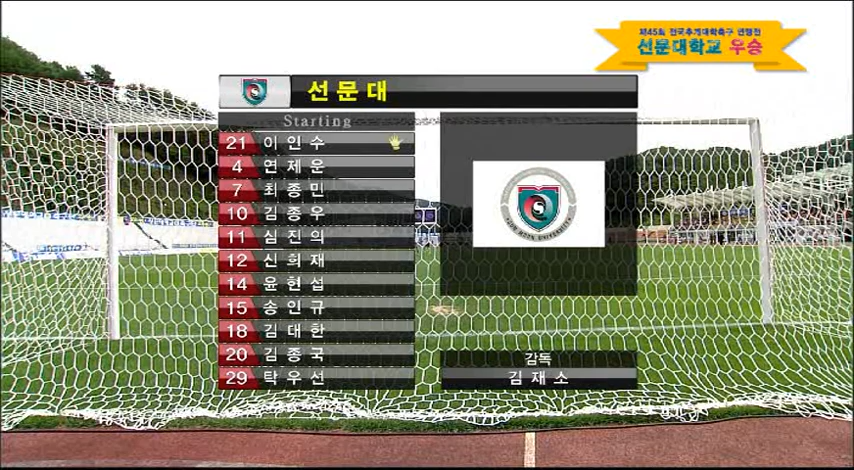 제45회 전국추계대학축구 연맹전
선문대학교 우승
선문대
Starting
21 이인수
4 연제운
7 최종민
10 김종우
11 심진의
12 신희재
14 윤현섭
15 송인규
18 김대한
20 김종국
29 탁우선
SUN MOON UNIVERSITY
감독
김재소